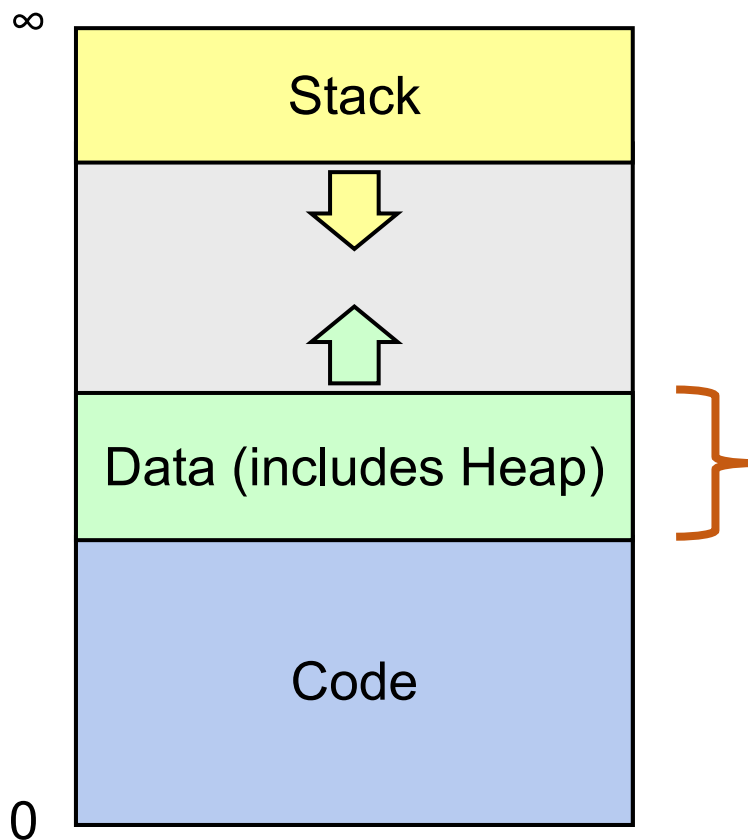 ∞
Stack
Data (includes Heap)
Code
0